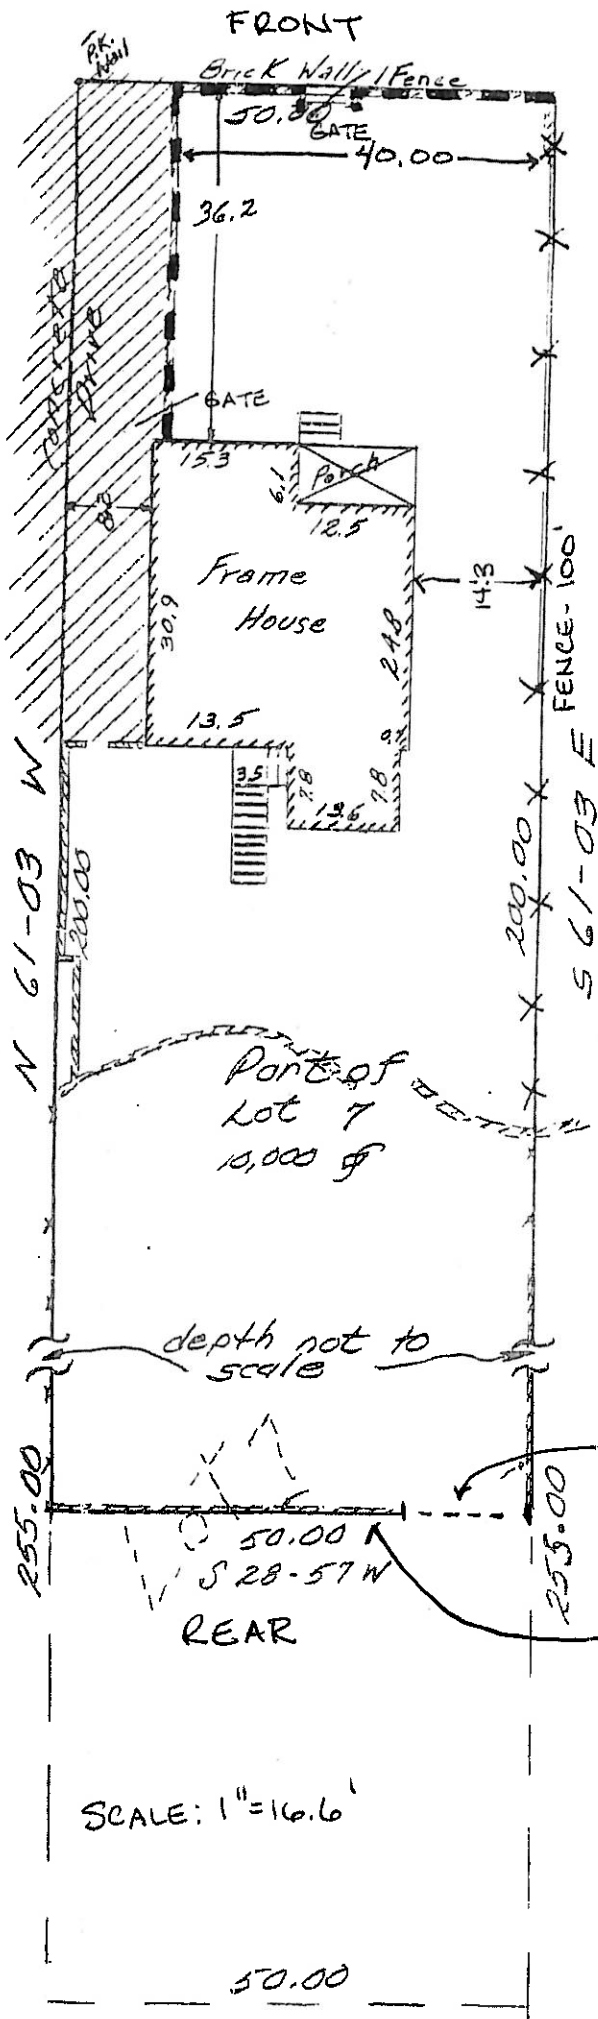 FRONT
P.K.
Nail
Brick Wall / Fence
50.00
GATE
40.00
36.2
CONCRETE
DRIVE
GATE
15.3
Porch
6.1
12.5
8.2
Frame
House
30.9
24.8
14.3
FENCE-100'
13.5
3.5
7.8
7.8
13.6
N 61-03 W
200.00
200.00
S 61-03 E
Part of
Lot 7
10,000 sf
depth not to
scale
255.00
50.00
S 28-57 W
255.00
REAR
SCALE: 1"=16.6'
50.00